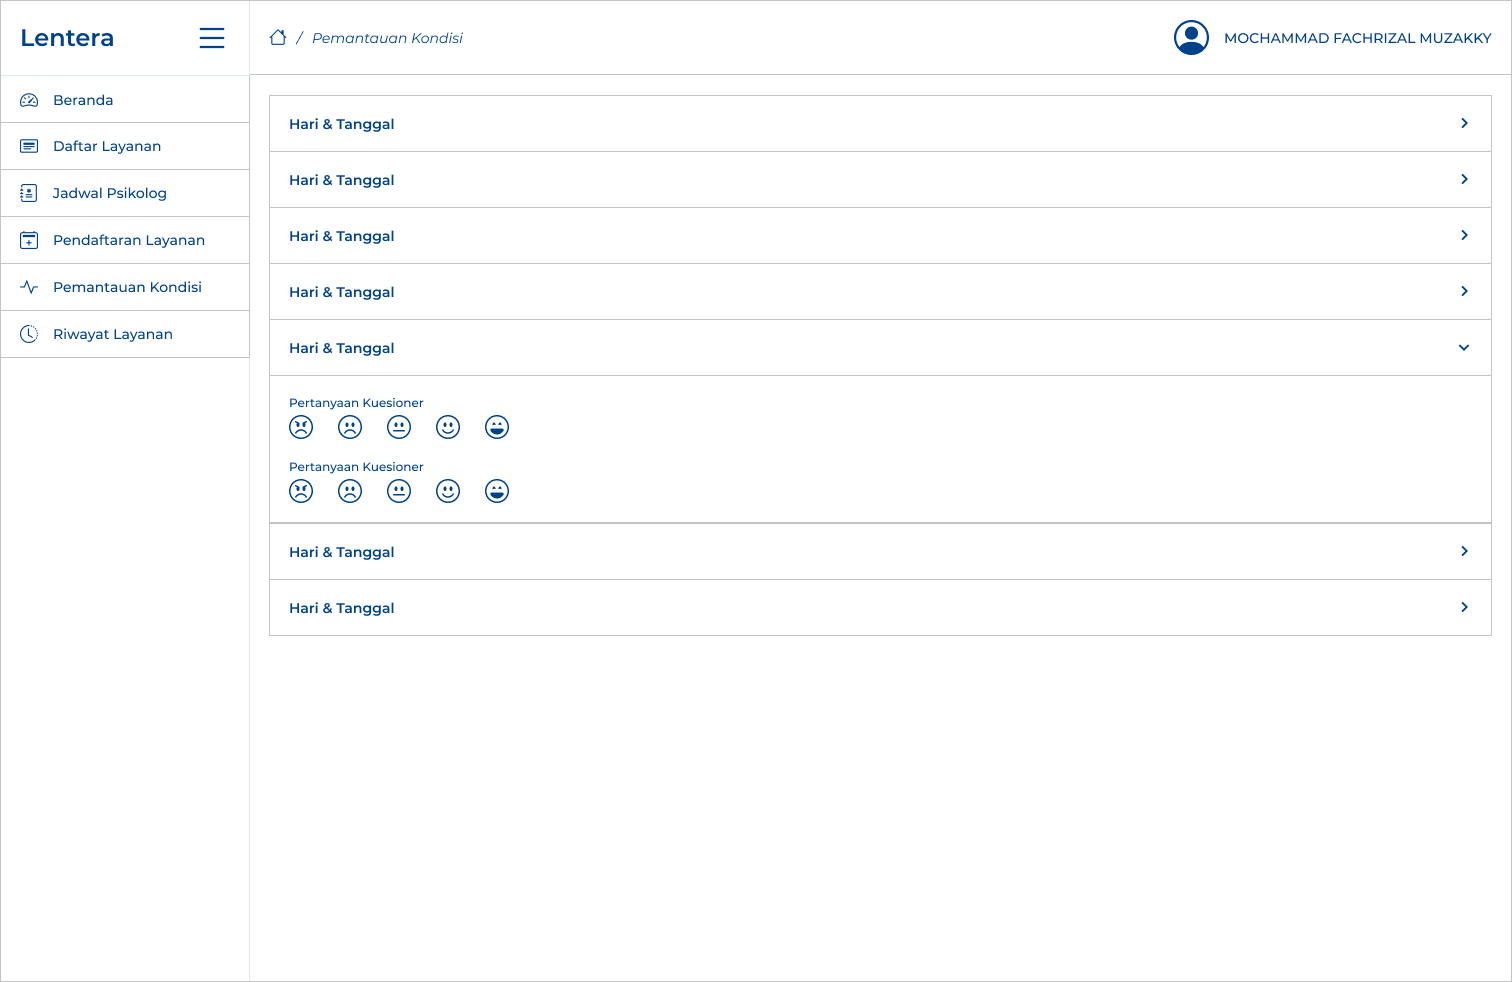 Lentera
/ Pemantauan Kondisi
MOCHAMMAD FACHRIZAL MUZAKKY
Beranda
Daftar Layanan
Jadwal Psikolog
Pendaftaran Layanan
Pemantauan Kondisi
Riwayat Layanan
Hari & Tanggal
Hari & Tanggal
Hari & Tanggal
Hari & Tanggal
Hari & Tanggal
Pertanyaan Kuesioner
Pertanyaan Kuesioner
Hari & Tanggal
Hari & Tanggal